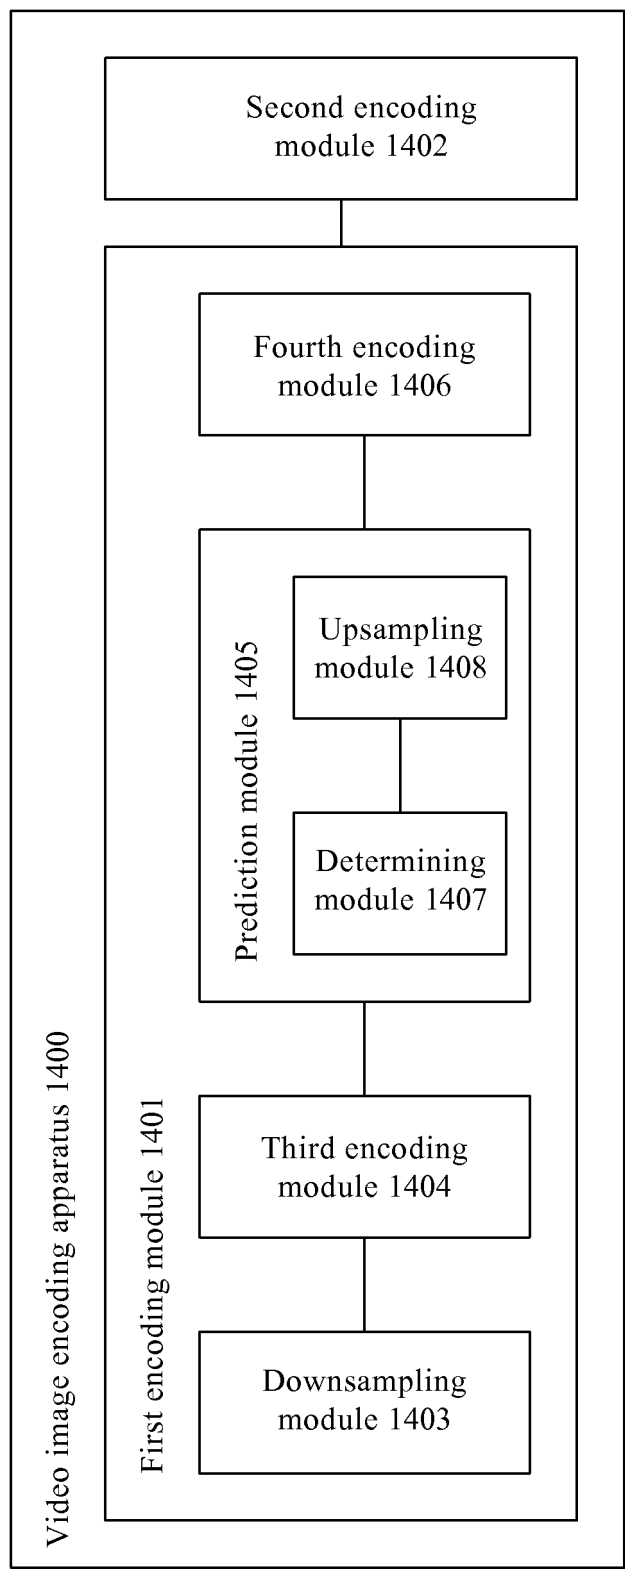 Second encoding
module 1402
Fourth encoding
module 1406
Upsampling
module 1408
Determining
module 1407
Prediction module 1405
Third encoding
module 1404
Downsampling
module 1403
First encoding module 1401
Video image encoding apparatus 1400